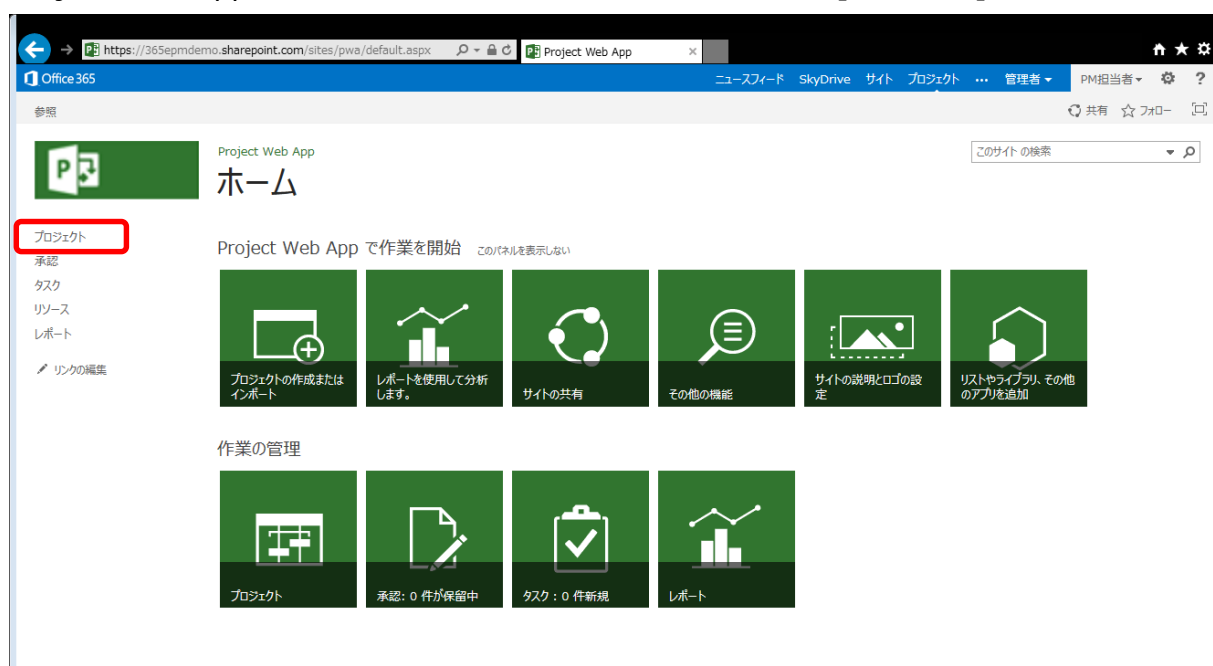 https://365epmdemo.sharepoint.com/sites/pwa/default.aspx
Project Web App
Office 365
ニュースフィード SkyDrive サイト プロジェクト ... 管理者 PM担当者 ?
参照
共有 フォロー
P
Project Web App
ホーム
このサイト の検索
プロジェクト
承認
タスク
リソース
レポート
リンクの編集
Project Web App で作業を開始 このパネルを表示しない
プロジェクトの作成または
インポート
レポートを使用して分析
します。
サイトの共有
その他の機能
サイトの説明とロゴの設
定
リストやライブラリ、その他
のアプリを追加
作業の管理
プロジェクト
承認: 0 件が保留中
タスク : 0 件新規
レポート